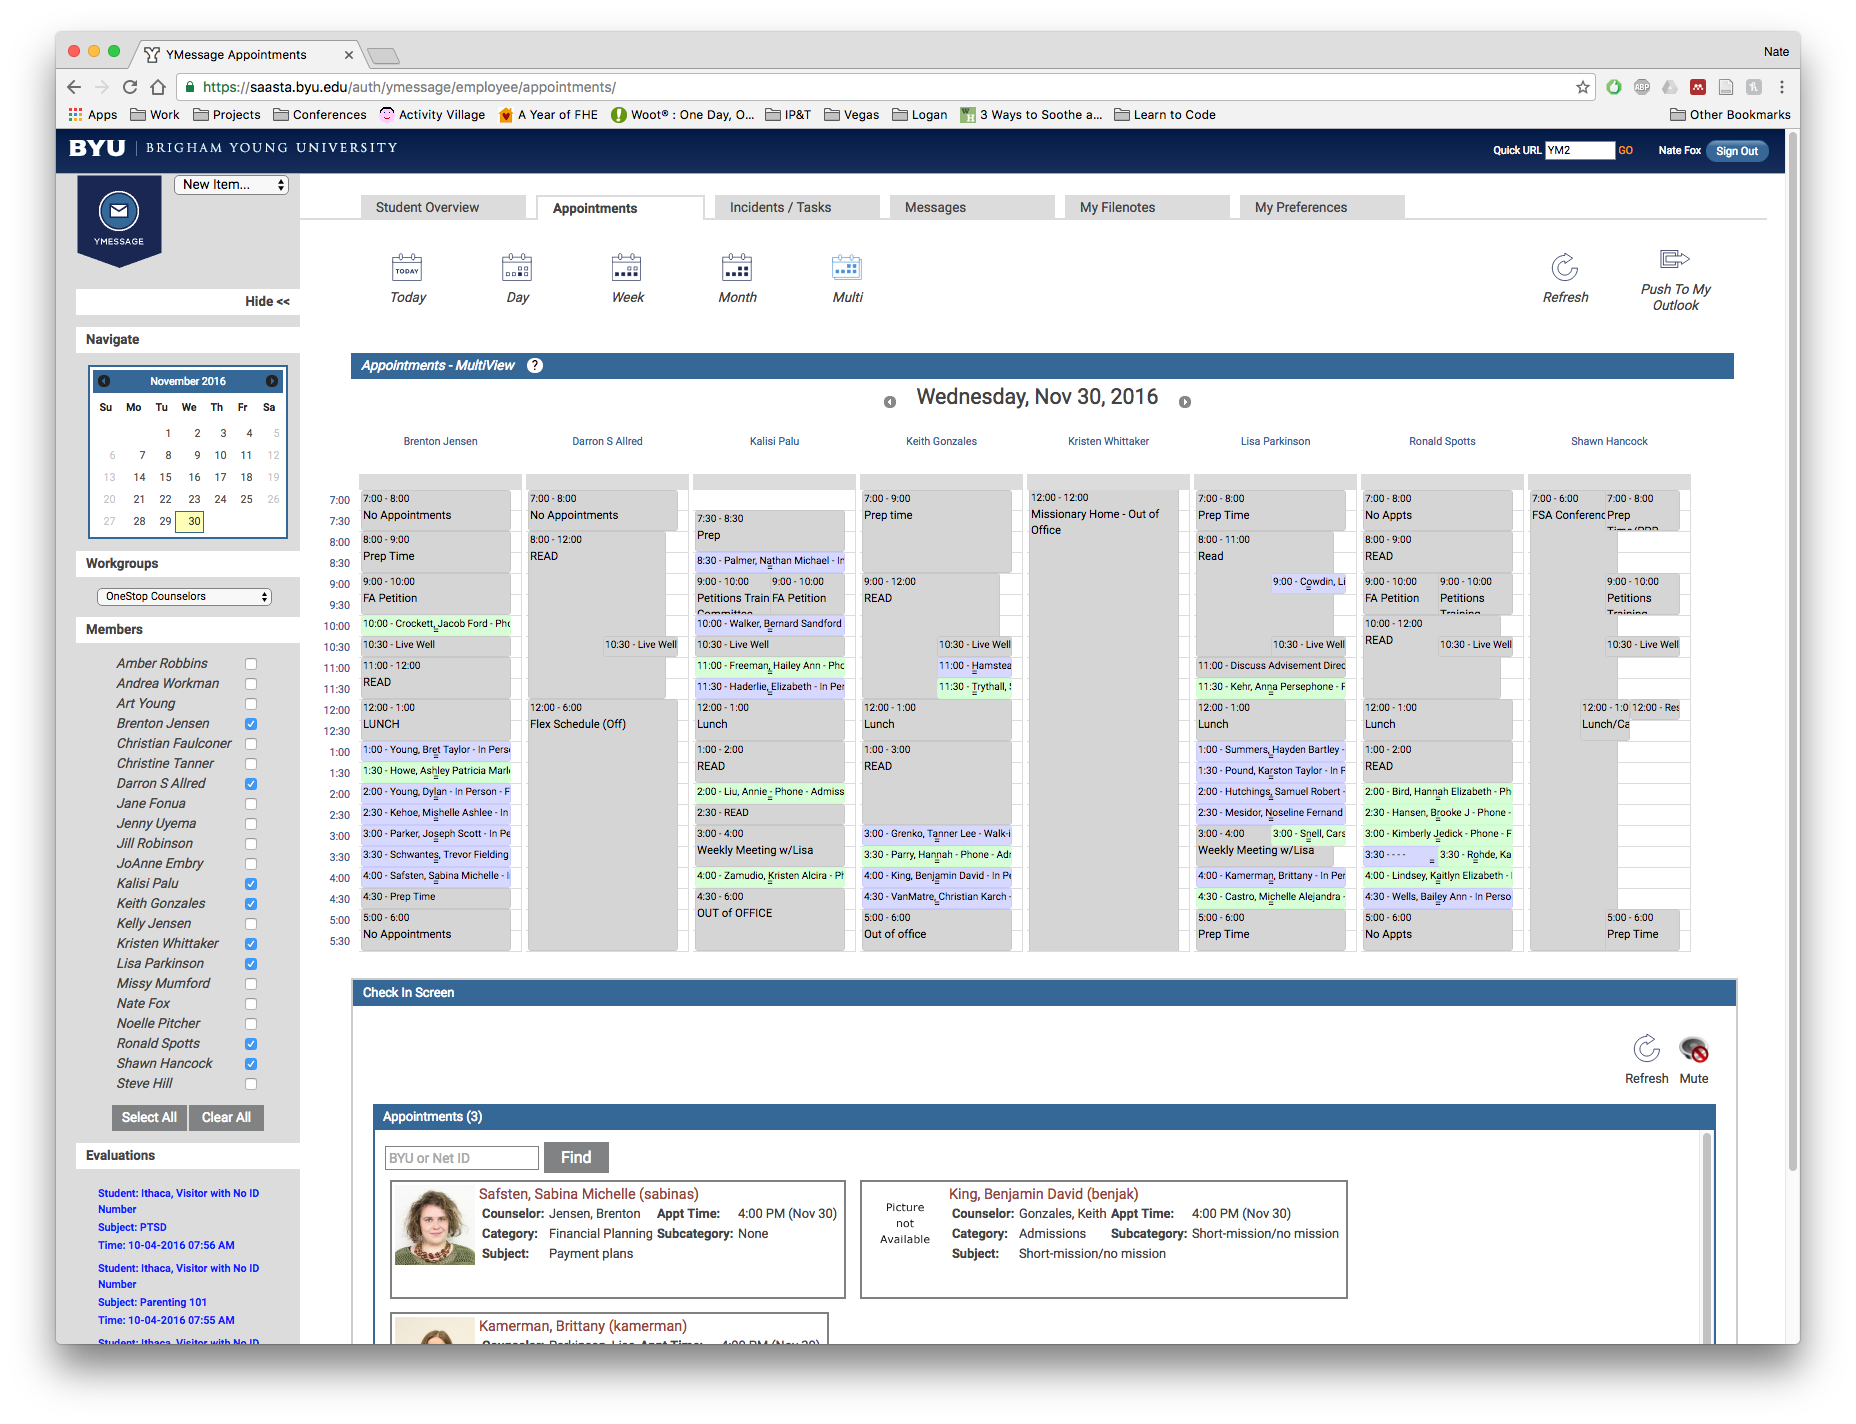 YMessage Appointments
Nate
https://saasta.byu.edu/auth/ymessage/employee/appointments/
Apps Work Projects Conferences Activity Village A Year of FHE Woot® : One Day, O... IP&T Vegas Logan 3 Ways to Soothe a... Learn to Code Other Bookmarks
BYU BRIGHAM YOUNG UNIVERSITY
Quick URL YM2 GO Nate Fox Sign Out
New Item...
YMESSAGE
Hide <<
Navigate
November 2016
Su Mo Tu We Th Fr Sa
1 2 3 4 5
6 7 8 9 10 11 12
13 14 15 16 17 18 19
20 21 22 23 24 25 26
27 28 29 30
Workgroups
OneStop Counselors
Members
Amber Robbins
Andrea Workman
Art Young
Brenton Jensen
Christian Faulconer
Christine Tanner
Darron S Allred
Jane Fonua
Jenny Uyema
Jill Robinson
JoAnne Embry
Kalisi Palu
Keith Gonzales
Kelly Jensen
Kristen Whittaker
Lisa Parkinson
Missy Mumford
Nate Fox
Noelle Pitcher
Ronald Spotts
Shawn Hancock
Steve Hill
Select All Clear All
Evaluations
Student: Ithaca, Visitor with No ID
Number
Subject: PTSD
Time: 10-04-2016 07:56 AM
Student: Ithaca, Visitor with No ID
Number
Subject: Parenting 101
Time: 10-04-2016 07:55 AM
Student: Ithaca, Visitor with No ID
Student Overview Appointments Incidents / Tasks Messages My Filenotes My Preferences
TODAY
Today Day Week Month Multi
Refresh
Push To My
Outlook
Appointments - MultiView ?
Wednesday, Nov 30, 2016
Brenton Jensen Darron S Allred Kalisi Palu Keith Gonzales Kristen Whittaker Lisa Parkinson Ronald Spotts Shawn Hancock
7:00
7:30
8:00
8:30
9:00
9:30
10:00
10:30
11:00
11:30
12:00
12:30
1:00
1:30
2:00
2:30
3:00
3:30
4:00
4:30
5:00
5:30
7:00 - 8:00
No Appointments
8:00 - 9:00
Prep Time
9:00 - 10:00
FA Petition
10:00 - Crockett, Jacob Ford - Pho
10:30 - Live Well
11:00 - 12:00
READ
12:00 - 1:00
LUNCH
1:00 - Young, Bret Taylor - In Perso
1:30 - Howe, Ashley Patricia Marl
2:00 - Young, Dylan - In Person - F
2:30 - Kehoe, Mishelle Ashlee - In
3:00 - Parker, Joseph Scott - In Pe
3:30 - Schwantes, Trevor Fielding
4:00 - Safsten, Sabina Michelle - I
4:30 - Prep Time
5:00 - 6:00
No Appointments
7:00 - 8:00
No Appointments
8:00 - 12:00
READ
10:30 - Live Well
12:00 - 6:00
Flex Schedule (Off)
7:30 - 8:30
Prep
8:30 - Palmer, Nathan Michael - In
9:00 - 10:00
Petitions Train
Committee
9:00 - 10:00
FA Petition
10:00 - Walker, Bernard Sandford
10:30 - Live Well
11:00 - Freeman, Hailey Ann - Pho
11:30 - Haderlie, Elizabeth - In Per
12:00 - 1:00
Lunch
1:00 - 2:00
READ
2:00 - Liu, Annie - Phone - Admiss
2:30 - READ
3:00 - 4:00
Weekly Meeting w/Lisa
4:00 - Zamudio, Kristen Alcira - Ph
4:30 - 6:00
OUT of OFFICE
7:00 - 9:00
Prep time
9:00 - 12:00
READ
10:30 - Live Well
11:00 - Hamstea
11:30 - Trythall, S
12:00 - 1:00
Lunch
1:00 - 3:00
READ
3:00 - Grenko, Tanner Lee - Walk-i
3:30 - Parry, Hannah - Phone - Adr
4:00 - King, Benjamin David - In Pe
4:30 - VanMatre, Christian Karch -
5:00 - 6:00
Out of office
12:00 - 12:00
Missionary Home - Out of
Office
7:00 - 8:00
Prep Time
8:00 - 11:00
Read
9:00 - Cowdin, Li
10:30 - Live Well
11:00 - Discuss Advisement Direc
11:30 - Kehr, Anna Persephone - P
12:00 - 1:00
Lunch
1:00 - Summers, Hayden Bartley -
1:30 - Pound, Karston Taylor - In P
2:00 - Hutchings, Samuel Robert -
2:30 - Mesidor, Noseline Fernand
3:00 - 4:00
Weekly Meeting w/Lisa
3:00 - Snell, Cars
4:00 - Kamerman, Brittany - In Per
4:30 - Castro, Michelle Alejandra -
5:00 - 6:00
Prep Time
7:00 - 8:00
No Appts
8:00 - 9:00
READ
9:00 - 10:00
FA Petition
9:00 - 10:00
Petitions
Training
10:00 - 12:00
READ
10:30 - Live Well
12:00 - 1:00
Lunch
1:00 - 2:00
READ
2:00 - Bird, Hannah Elizabeth - Ph
2:30 - Hansen, Brooke J - Phone -
3:00 - Kimberly Jedick - Phone - F
3:30 - - - -
3:30 - Rohde, Ka
4:00 - Lindsey, Kaitlyn Elizabeth -
4:30 - Wells, Bailey Ann - In Perso
5:00 - 6:00
No Appts
7:00 - 6:00
FSA Conferenc
7:00 - 8:00
Prep
9:00 - 10:00
Petitions
Training
10:30 - Live Well
12:00 - 1:0
Lunch/Ca
12:00 - Res
5:00 - 6:00
Prep Time
Check In Screen
Refresh Mute
Appointments (3)
BYU or Net ID Find
Safsten, Sabina Michelle (sabinas)
Counselor: Jensen, Brenton Appt Time: 4:00 PM (Nov 30)
Category: Financial Planning Subcategory: None
Subject: Payment plans
Picture
not
Available
King, Benjamin David (benjak)
Counselor: Gonzales, Keith Appt Time: 4:00 PM (Nov 30)
Category: Admissions Subcategory: Short-mission/no mission
Subject: Short-mission/no mission
Kamerman, Brittany (kamerman)
Counselor: Parkinson, Lisa Appt Time: 4:00 PM (Nov 30)